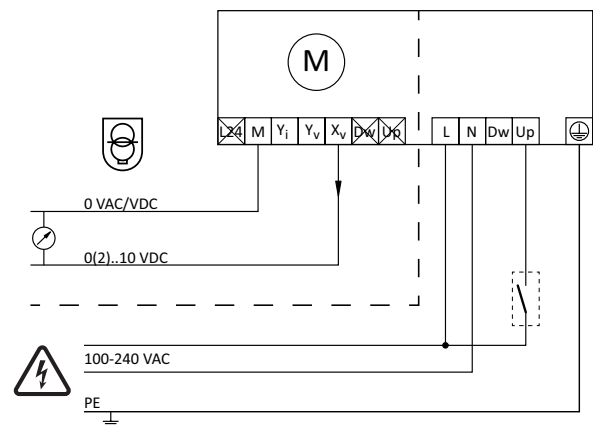 M
L24 M Yi Yv Xv Dw Up L N Dw Up
0 VAC/VDC
0(2)..10 VDC
100-240 VAC
PE